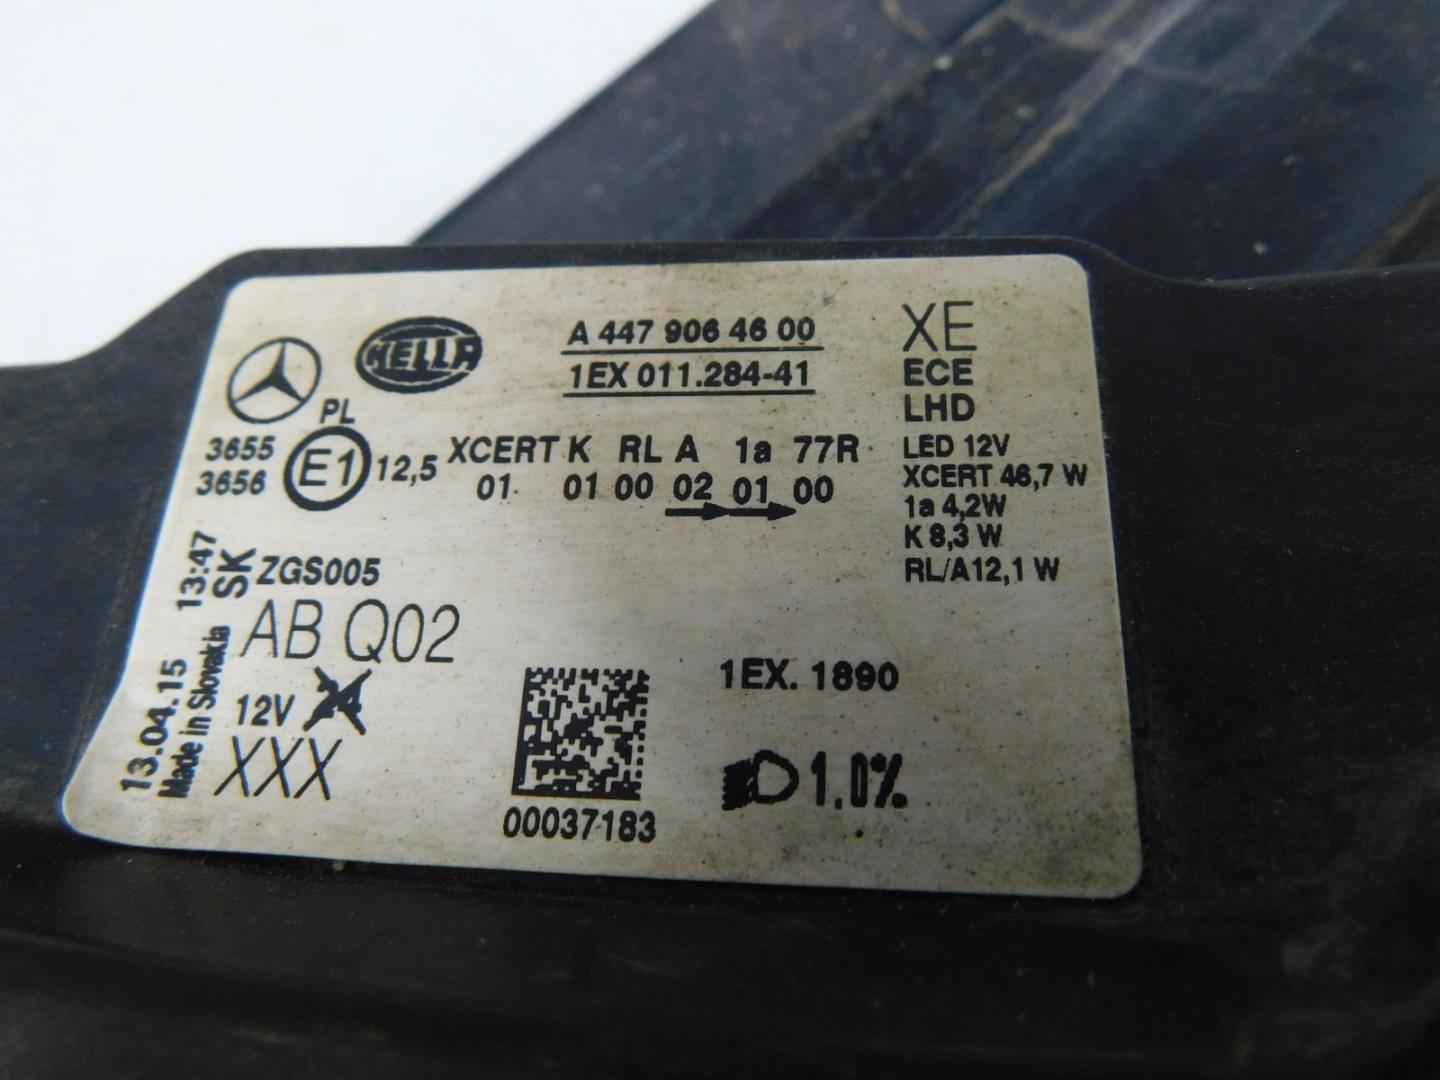 HELLA
A 447 906 46 00
1EX 011.284-41
XE
ECE
LHD
PL
3655
3656
E1
12,5
XCERT K RL A 1a 77R
01 01 00 02 01 00
LED 12V
XCERT 46,7 W
1a 4,2W
K 8,3 W
RL/A12,1 W
13.04.15 13:47
Made in Slovakia SK
ZGS005
AB Q02
12V
XXX
00037183
1EX. 1890
1.0%